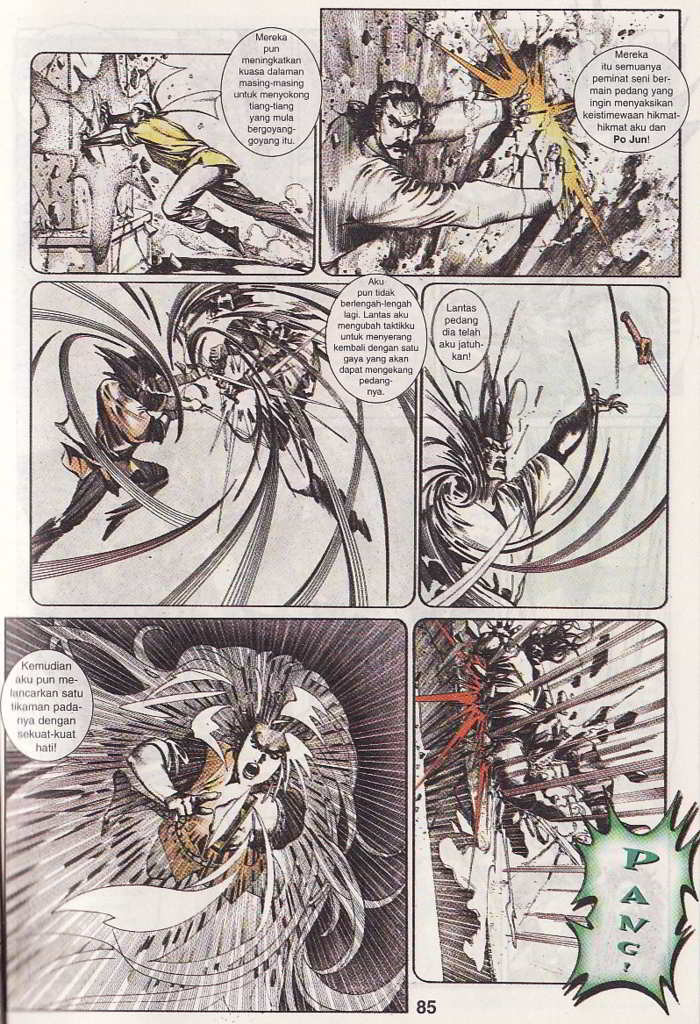 Mereka
pun
meningkatkan
kuasa dalaman
masing-masing
untuk menyokong
tiang-tiang
yang mula
bergoyang-
goyang itu.
Mereka
itu semuanya
peminat seni ber-
main pedang yang
ingin menyaksikan
keistimewaan hikmat-
hikmat aku dan
Po Jun!
Aku
pun tidak
berlengah-lengah
lagi. Lantas aku
mengubah taktikku
untuk menyerang
kembali dengan satu
gaya yang akan
dapat mengekang
pedang-
nya.
Lantas
pedang
dia telah
aku jatuh-
kan!
Kemudian
aku pun me-
lancarkan satu
tikaman pada-
nya dengan
sekuat-kuat
hati!
PANG!
85